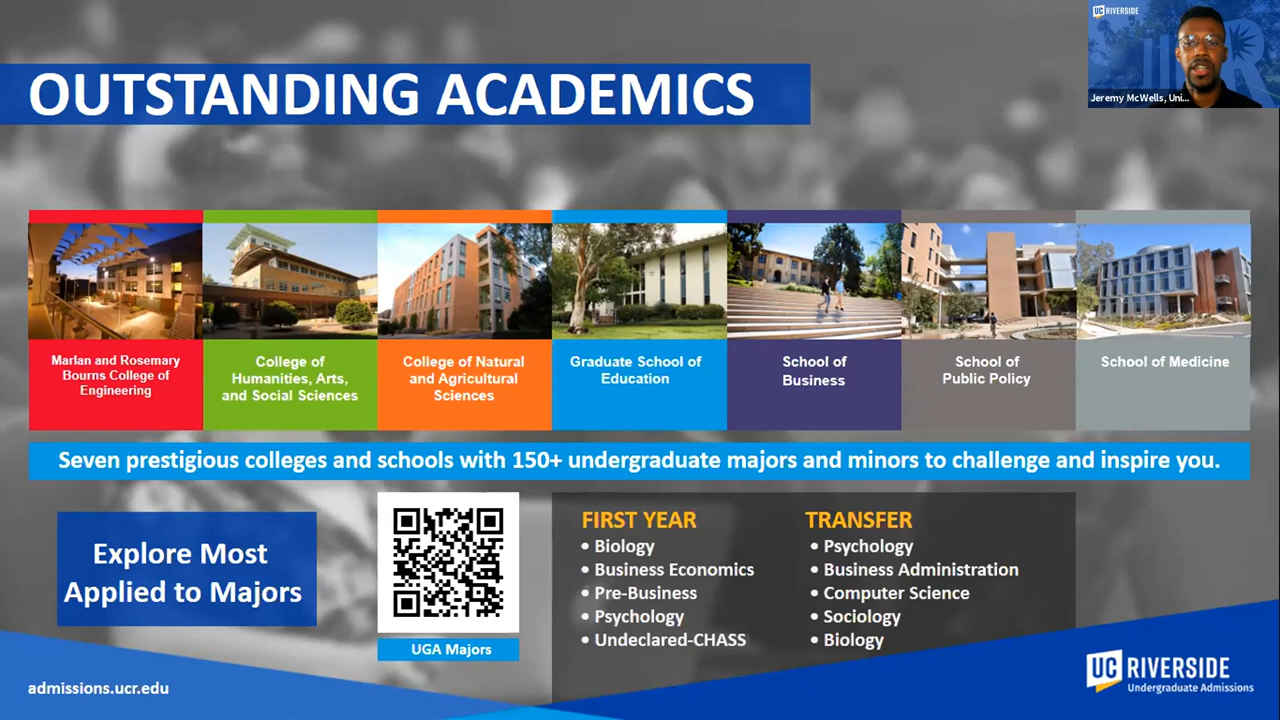 UC RIVERSIDE
Jeremy McWells, Uni...
OUTSTANDING ACADEMICS
Marlan and Rosemary
Bourns College of
Engineering
College of
Humanities, Arts,
and Social Sciences
College of Natural
and Agricultural
Sciences
Graduate School of
Education
School of
Business
School of
Public Policy
School of Medicine
Seven prestigious colleges and schools with 150+ undergraduate majors and minors to challenge and inspire you.
Explore Most
Applied to Majors
UGA Majors
FIRST YEAR
• Biology
• Business Economics
• Pre-Business
• Psychology
• Undeclared-CHASS
TRANSFER
• Psychology
• Business Administration
• Computer Science
• Sociology
• Biology
admissions.ucr.edu
UC RIVERSIDE
Undergraduate Admissions